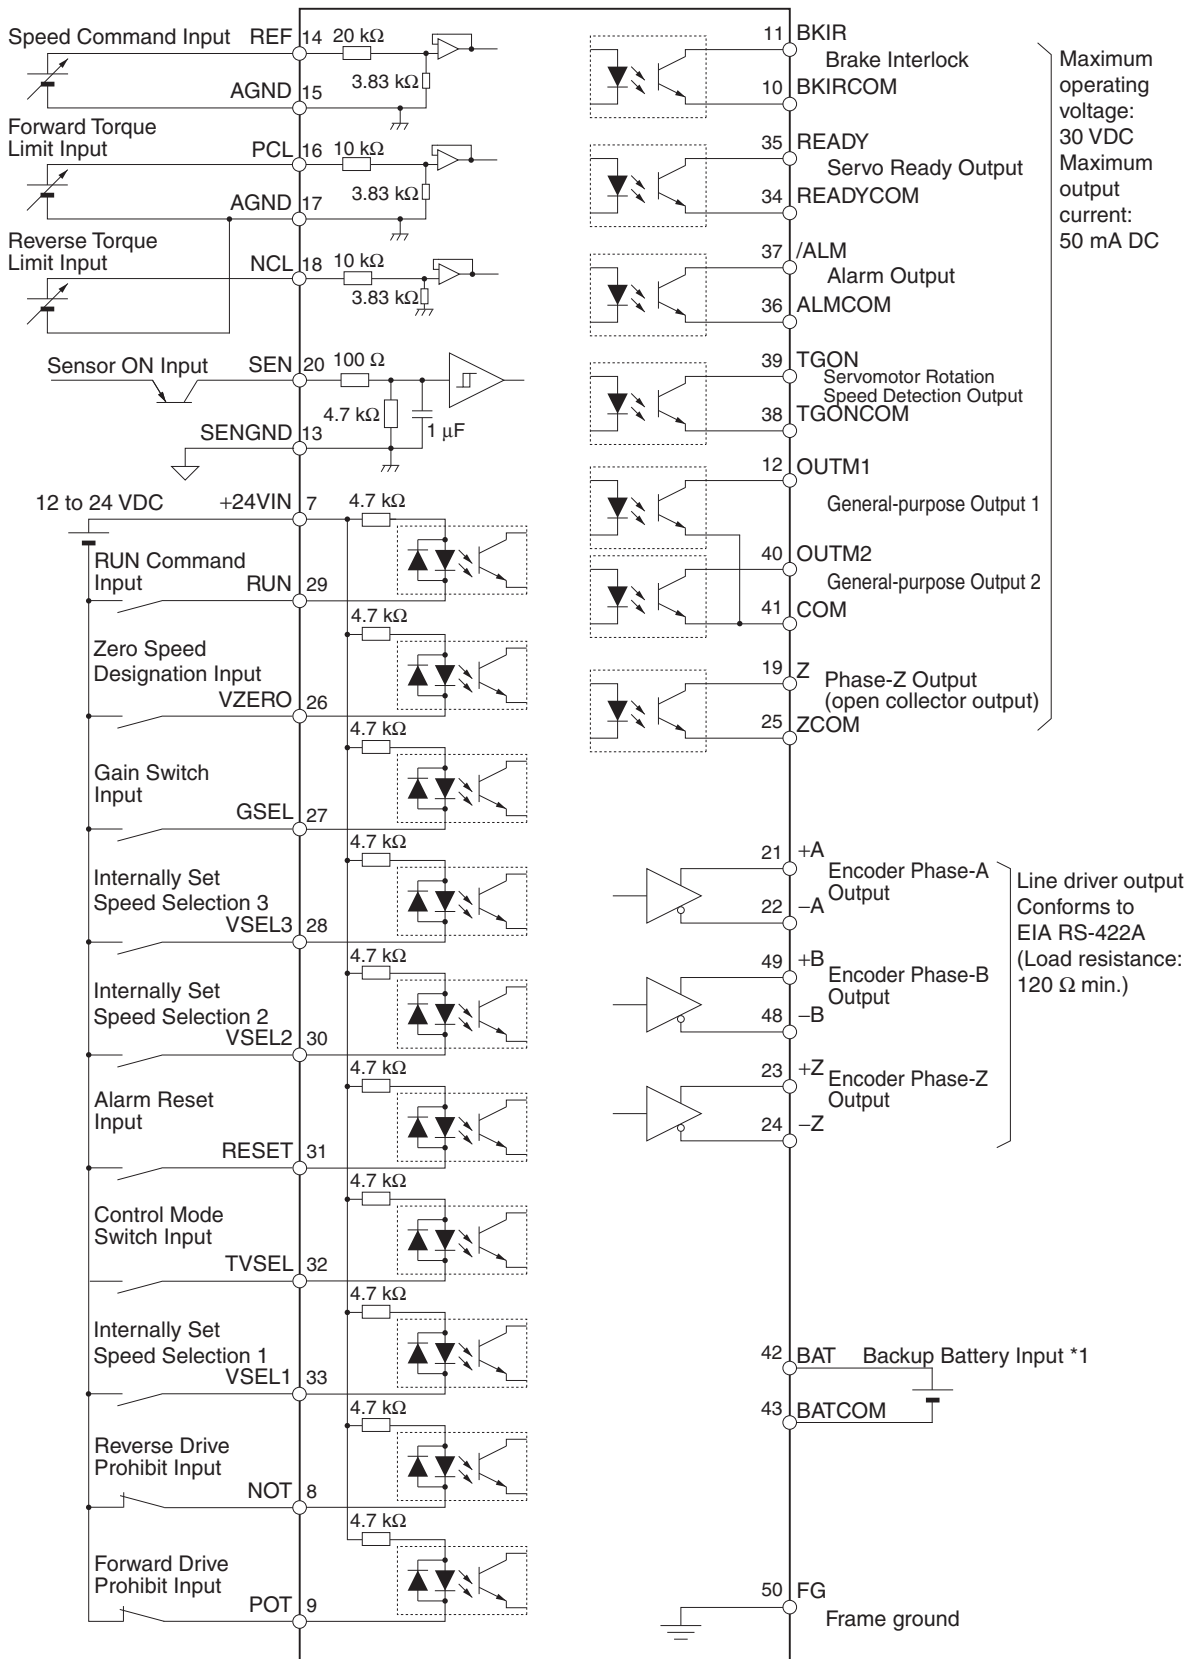 Speed Command Input
REF
14
20 kΩ
3.83 kΩ
AGND
15
Forward Torque
Limit Input
PCL
16
10 kΩ
3.83 kΩ
AGND
17
Reverse Torque
Limit Input
NCL
18
10 kΩ
3.83 kΩ
Sensor ON Input
SEN
20
100 Ω
4.7 kΩ
1 µF
SENGND
13
12 to 24 VDC
+24VIN
7
4.7 kΩ
RUN Command
Input
RUN
29
4.7 kΩ
Zero Speed
Designation Input
VZERO
26
4.7 kΩ
Gain Switch
Input
GSEL
27
4.7 kΩ
Internally Set
Speed Selection 3
VSEL3
28
4.7 kΩ
Internally Set
Speed Selection 2
VSEL2
30
4.7 kΩ
Alarm Reset
Input
RESET
31
4.7 kΩ
Control Mode
Switch Input
TVSEL
32
4.7 kΩ
Internally Set
Speed Selection 1
VSEL1
33
4.7 kΩ
Reverse Drive
Prohibit Input
NOT
8
4.7 kΩ
Forward Drive
Prohibit Input
POT
9
11
BKIR
Brake Interlock
10
BKIRCOM
35
READY
Servo Ready Output
34
READYCOM
37
/ALM
Alarm Output
36
ALMCOM
39
TGON
Servomotor Rotation
Speed Detection Output
38
TGONCOM
12
OUTM1
General-purpose Output 1
40
OUTM2
General-purpose Output 2
41
COM
19
Z
Phase-Z Output
(open collector output)
25
ZCOM
Maximum
operating
voltage:
30 VDC
Maximum
output
current:
50 mA DC
21
+A
Encoder Phase-A
Output
22
−A
49
+B
Encoder Phase-B
Output
48
−B
23
+Z
Encoder Phase-Z
Output
24
−Z
Line driver output
Conforms to
EIA RS-422A
(Load resistance:
120 Ω min.)
42
BAT
Backup Battery Input *1
43
BATCOM
50
FG
Frame ground